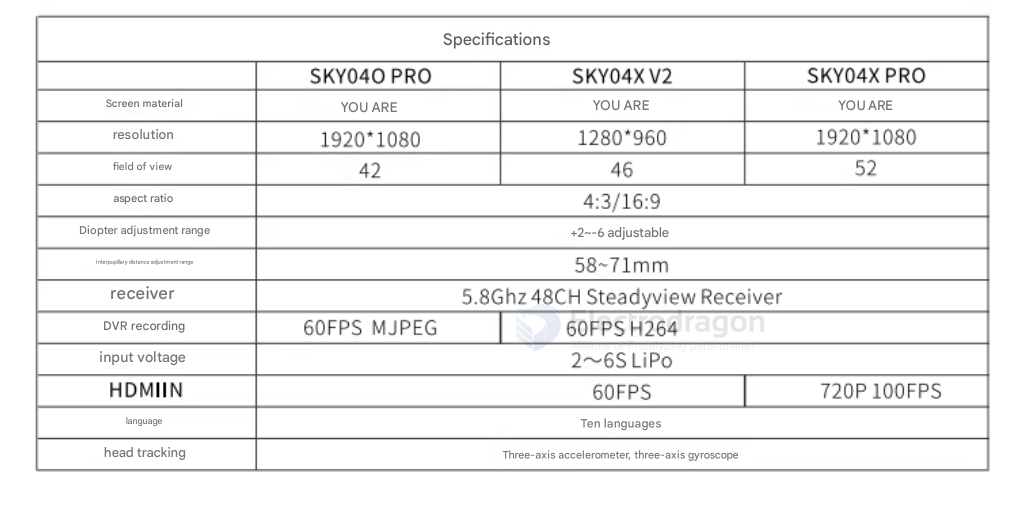 Specifications
SKY04O PRO SKY04X V2 SKY04X PRO
Screen material YOU ARE YOU ARE YOU ARE
resolution 1920*1080 1280*960 1920*1080
field of view 42 46 52
aspect ratio 4:3/16:9
Diopter adjustment range +2~-6 adjustable
Interpupillary distance adjustment range 58~71mm
receiver 5.8Ghz 48CH Steadyview Receiver
Electrodragon
DVR recording 60FPS MJPEG 60FPS H264
input voltage 2~6S LiPo
HDMIIN 60FPS 720P 100FPS
language Ten languages
head tracking Three-axis accelerometer, three-axis gyroscope